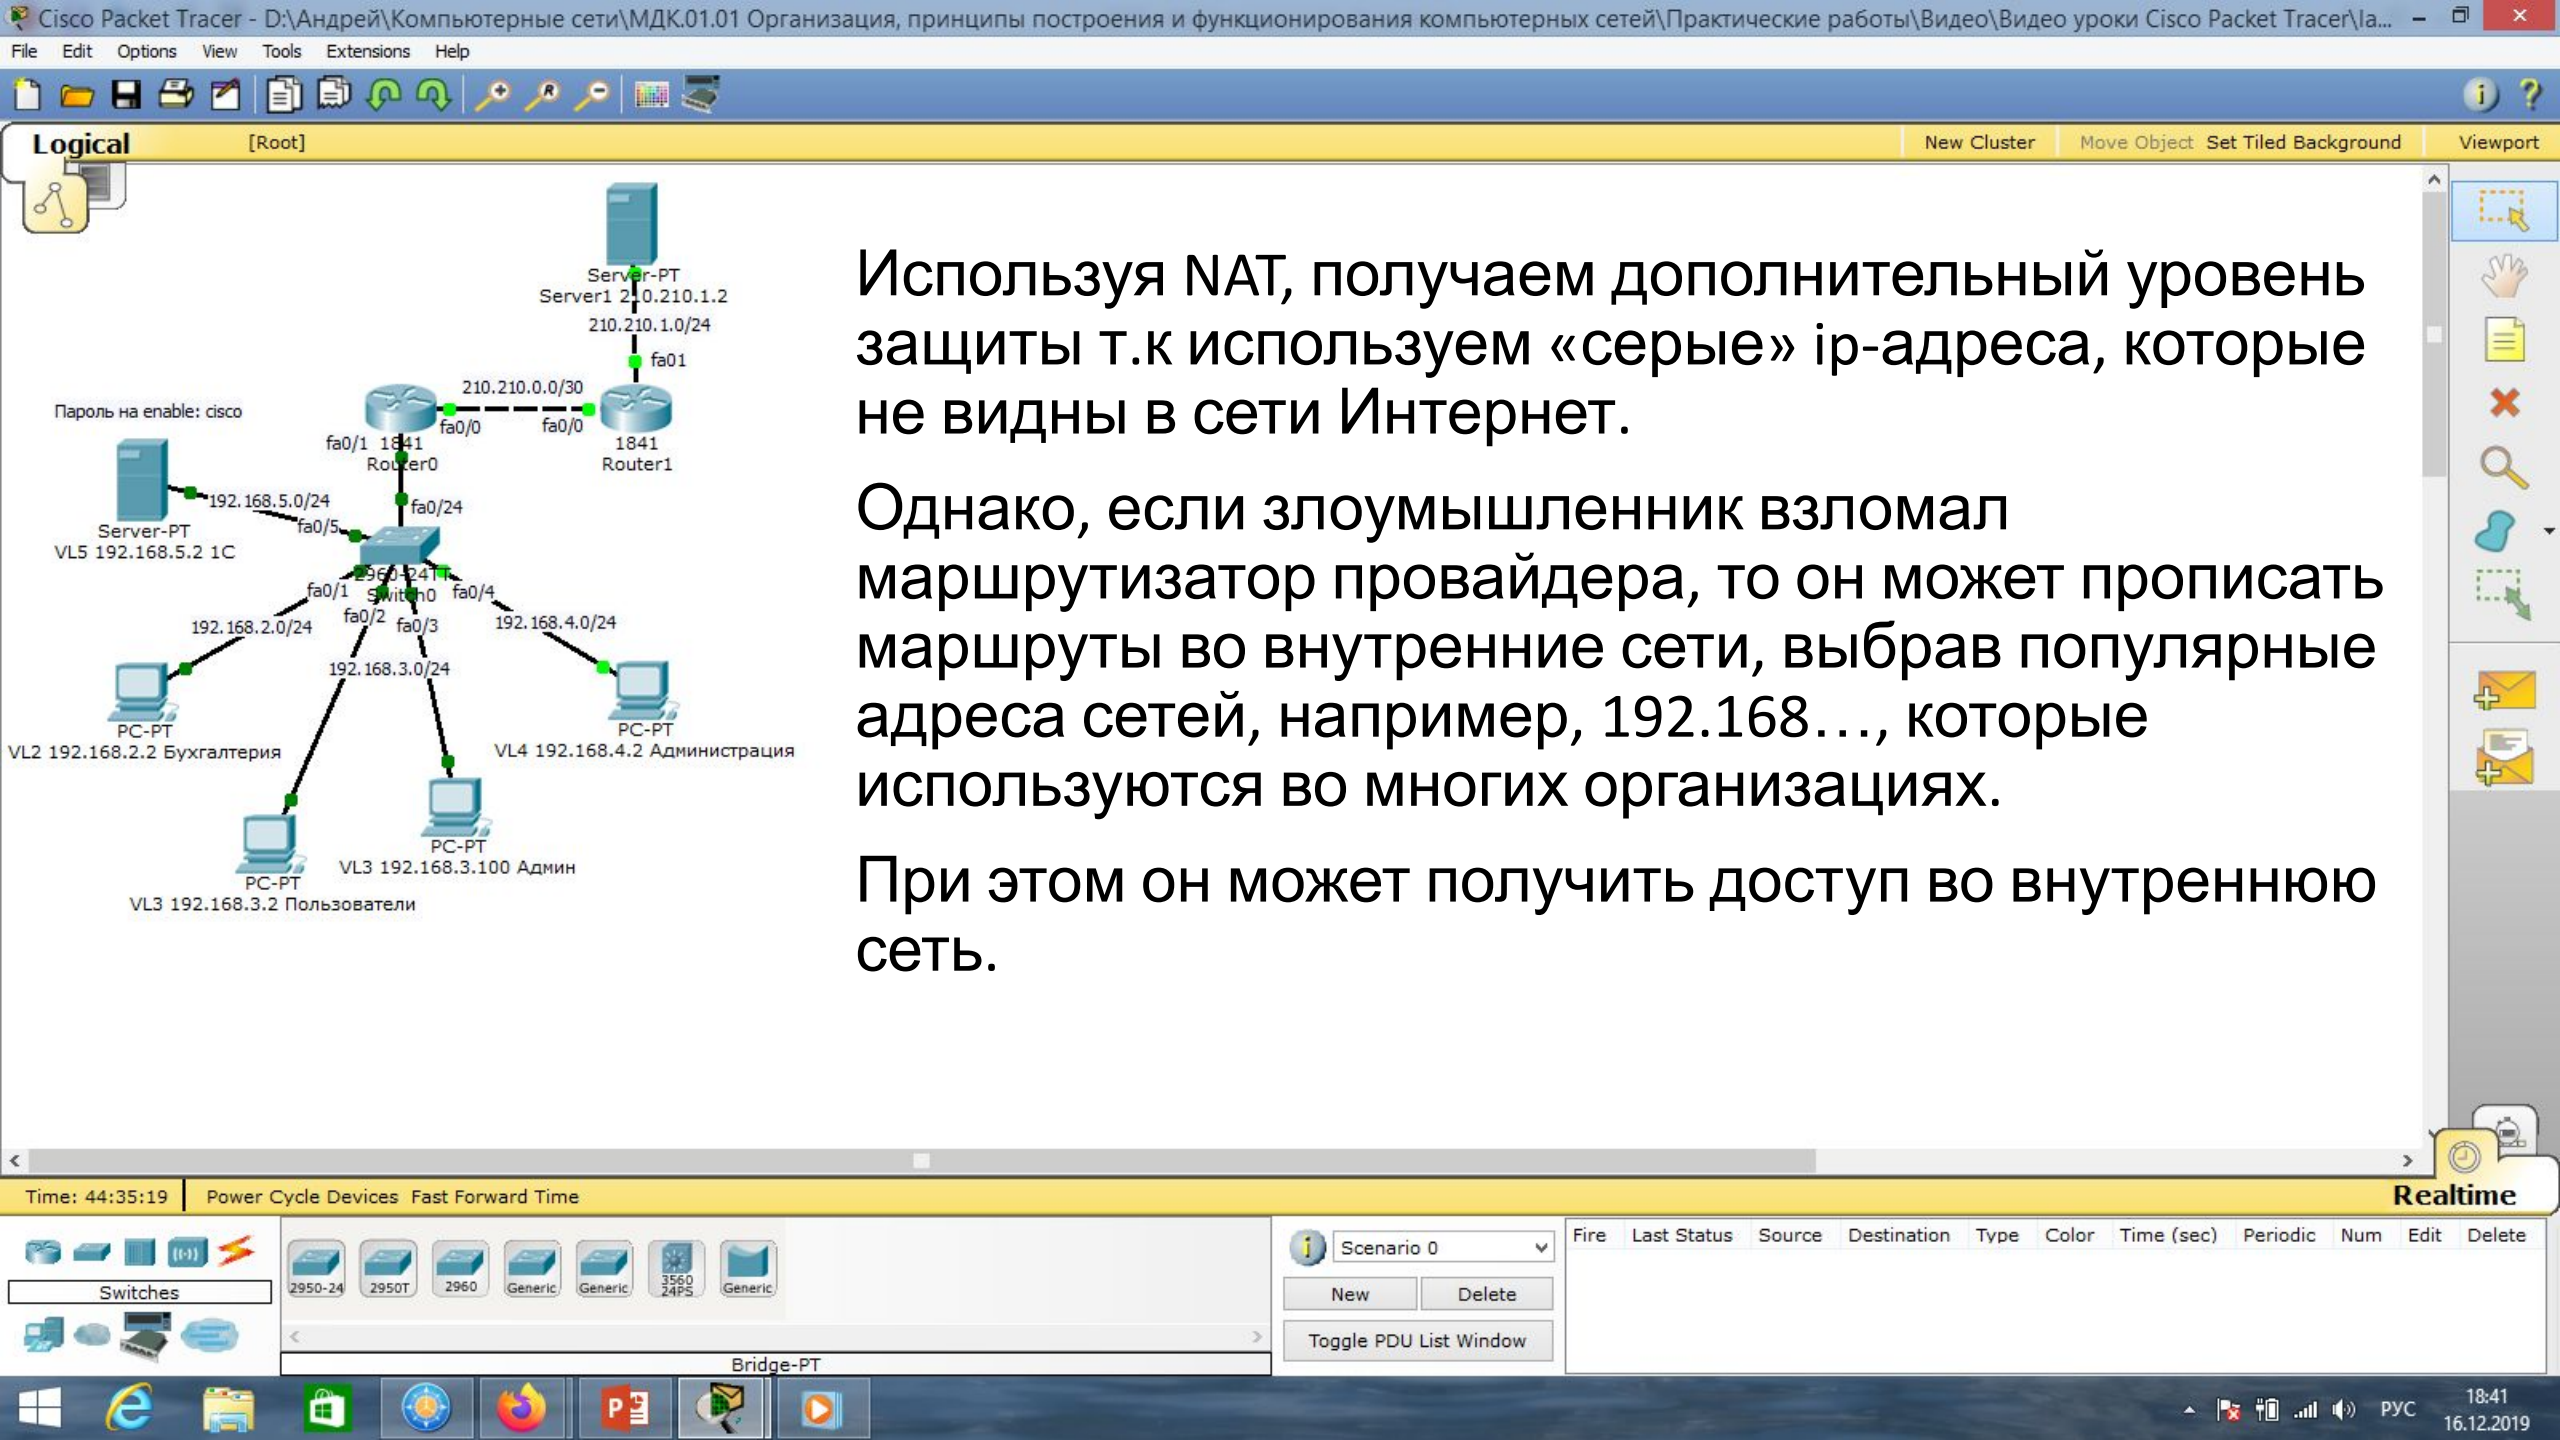 Cisco Packet Tracer - D:\Андрей\Компьютерные сети\МДК.01.01 Организация, принципы построения и функционирования компьютерных сетей\Практические работы\Видео\Видео уроки Cisco Packet Tracer\la...
File Edit Options View Tools Extensions Help
Logical [Root] New Cluster Move Object Set Tiled Background Viewport
Server-PT
Server1 210.210.1.2
210.210.1.0/24
fa01
210.210.0.0/30
Пароль на enable: cisco
fa0/0 fa0/0
fa0/1 1841
Router0
1841
Router1
192.168.5.0/24
fa0/24
fa0/5
Server-PT
VL5 192.168.5.2 1C
2960-24TT
Switch0
fa0/1
fa0/2
fa0/3
fa0/4
192.168.2.0/24
192.168.4.0/24
192.168.3.0/24
PC-PT
VL2 192.168.2.2 Бухгалтерия
PC-PT
VL4 192.168.4.2 Администрация
PC-PT
VL3 192.168.3.100 Админ
PC-PT
VL3 192.168.3.2 Пользователи
Используя NAT, получаем дополнительный уровень
защиты т.к используем «серые» ip-адреса, которые
не видны в сети Интернет.
Однако, если злоумышленник взломал
маршрутизатор провайдера, то он может прописать
маршруты во внутренние сети, выбрав популярные
адреса сетей, например, 192.168…, которые
используются во многих организациях.
При этом он может получить доступ во внутреннюю
сеть.
Time: 44:35:19 Power Cycle Devices Fast Forward Time
Realtime
Switches
2950-24 2950T 2960 Generic Generic 3560 24PS Generic
Bridge-PT
Scenario 0
New Delete
Toggle PDU List Window
Fire Last Status Source Destination Type Color Time (sec) Periodic Num Edit Delete
РУС
18:41
16.12.2019